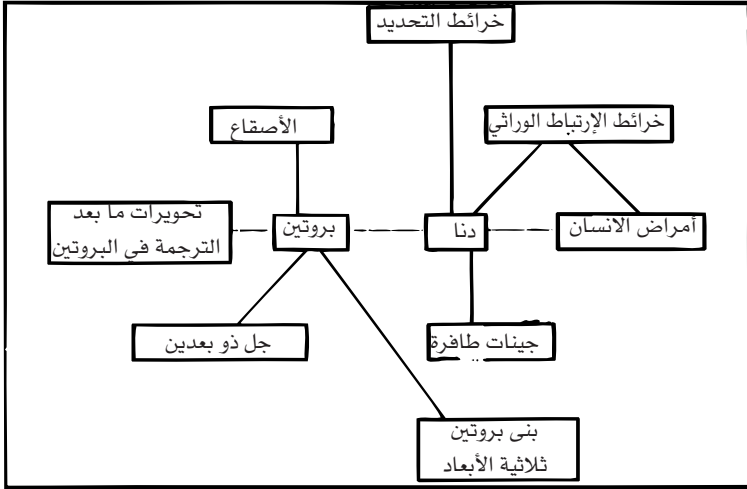 خرائط التحديد
خرائط الإرتباط الوراثي
الأصقاع
تحويرات ما بعد
الترجمة في البروتين
بروتين
دنا
أمراض الانسان
جل ذو بعدين
جينات طافرة
بنى بروتين
ثلاثية الأبعاد